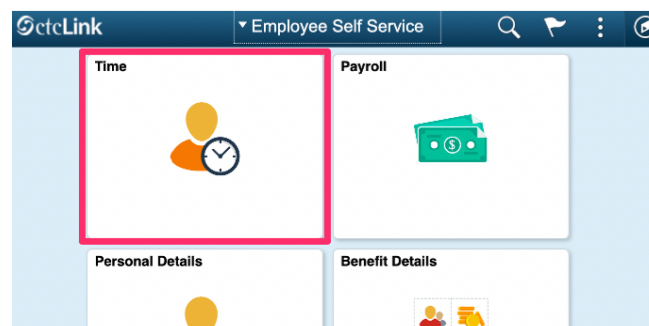 ctcLink
Employee Self Service
Time
Payroll
$
Personal Details
Benefit Details